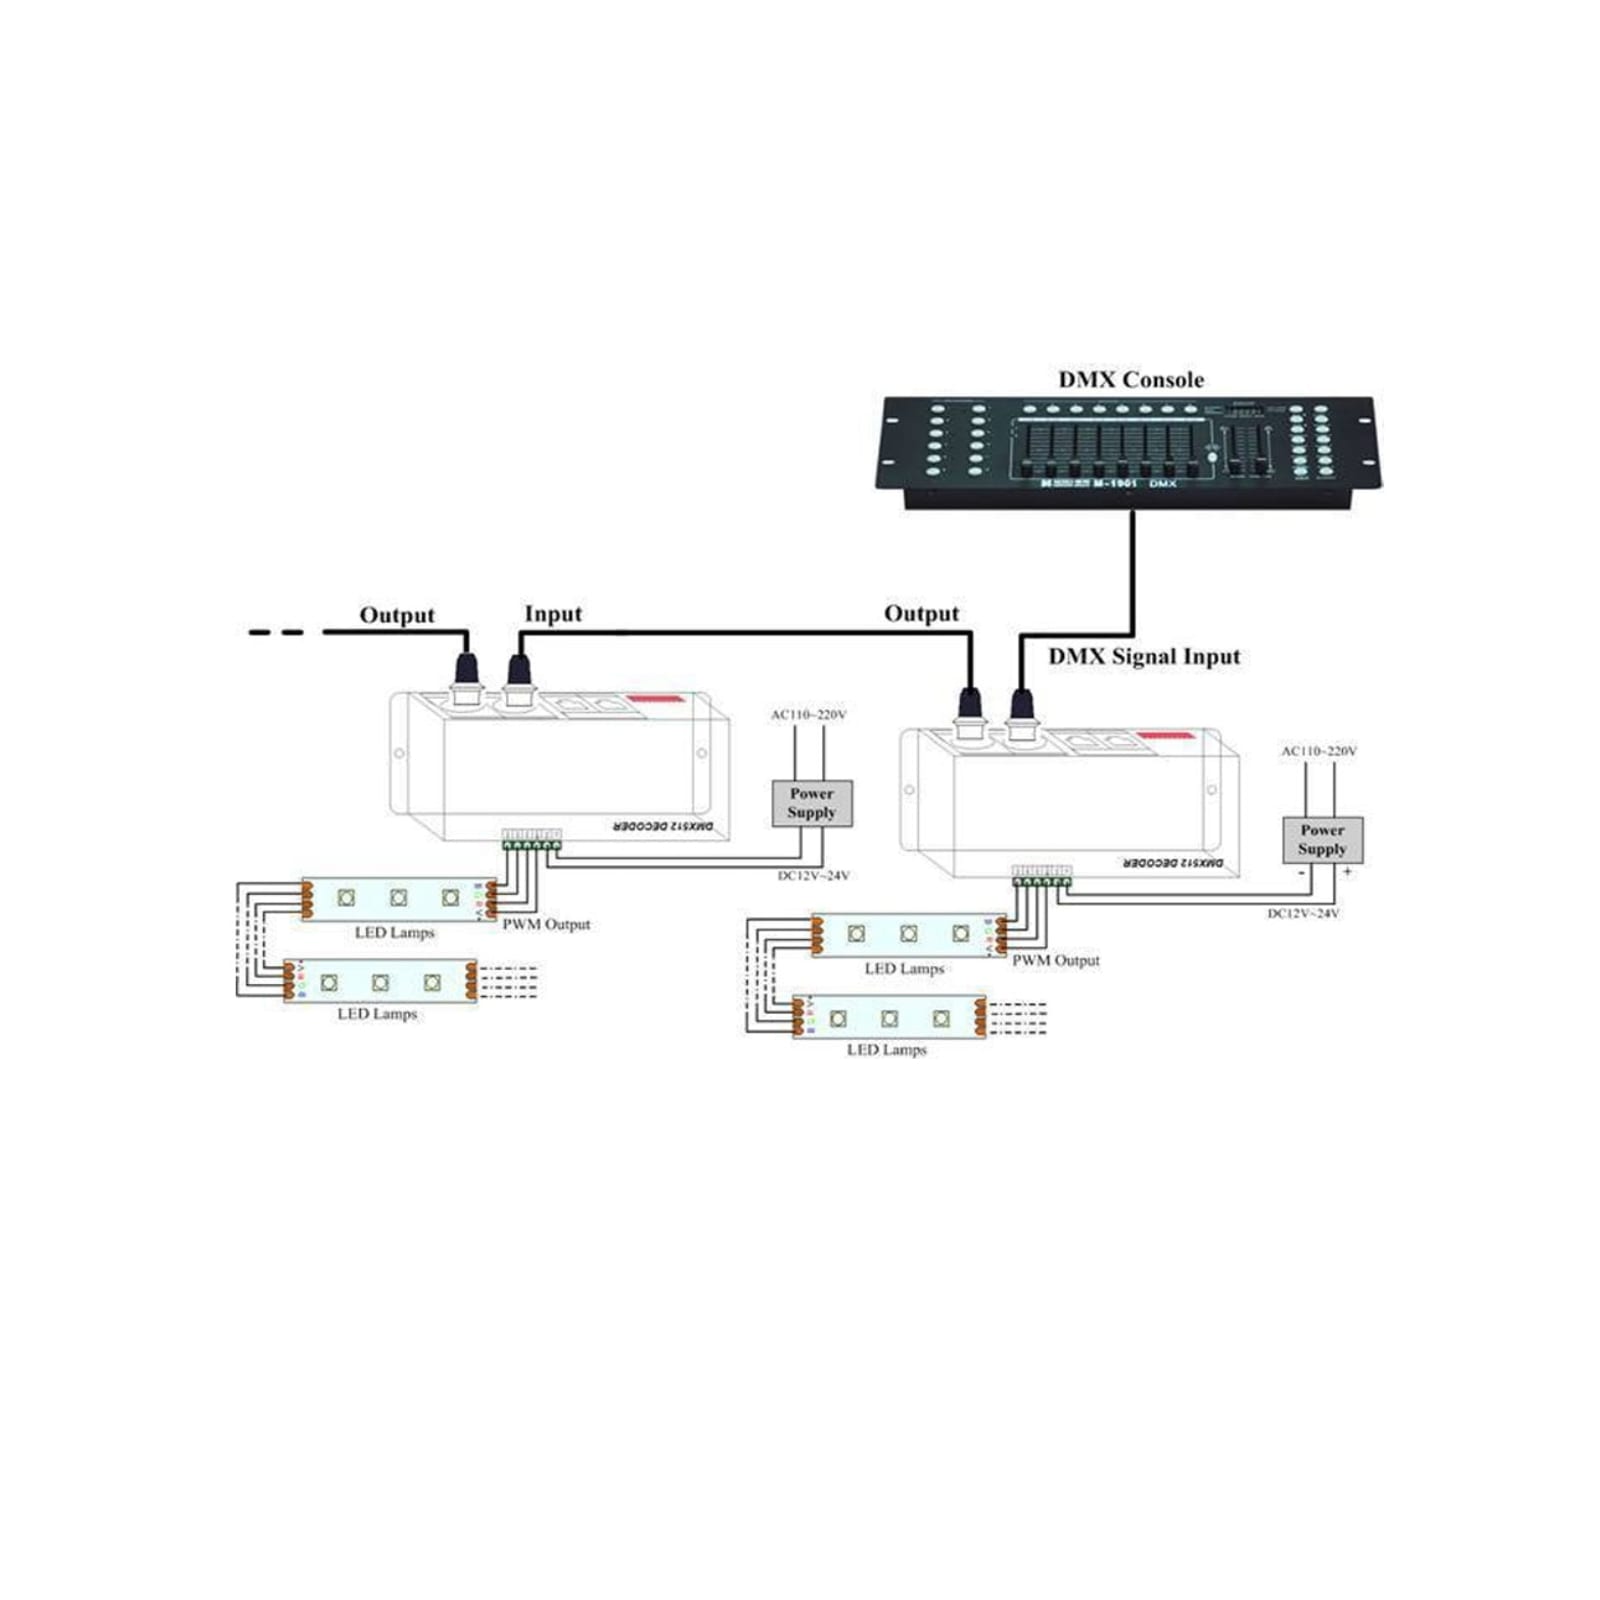 DMX Console
M-1901 DMX
Output
Input
Output
DMX Signal Input
AC110~220V
Power
Supply
DMX512 DECODER
DC12V~24V
PWM Output
LED Lamps
LED Lamps
AC110~220V
Power
Supply
- +
DMX512 DECODER
DC12V~24V
PWM Output
LED Lamps
LED Lamps